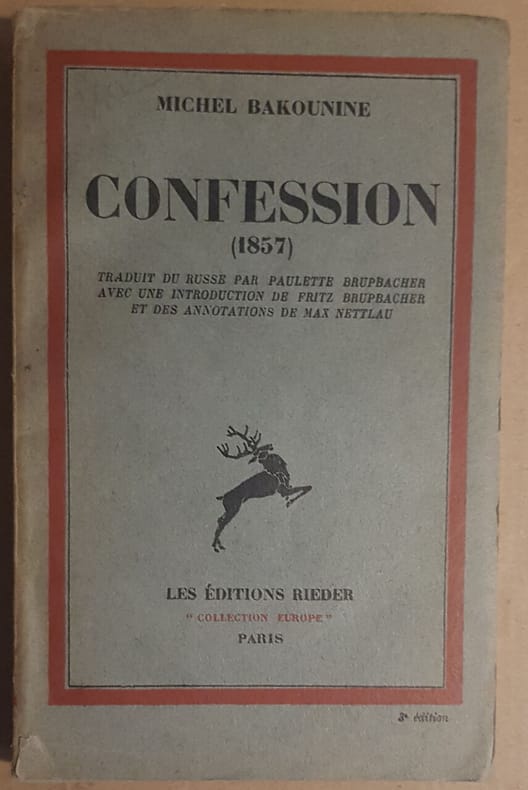 MICHEL BAKOUNINE
CONFESSION
(1857)
TRADUIT DU RUSSE PAR PAULETTE BRUPBACHER
AVEC UNE INTRODUCTION DE FRITZ BRUPBACHER
ET DES ANNOTATIONS DE MAX NETTLAU
LES ÉDITIONS RIEDER
"COLLECTION EUROPE"
PARIS
3e édition